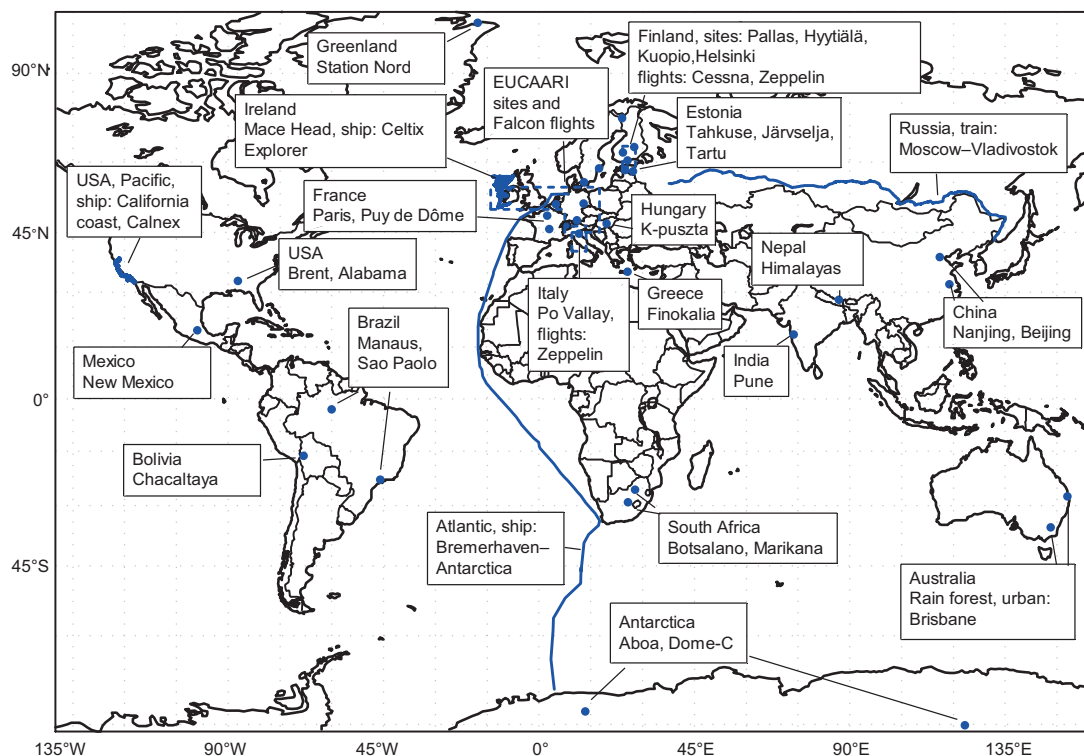 Greenland
Station Nord
Finland, sites: Pallas, Hyytiälä,
Kuopio,Helsinki
flights: Cessna, Zeppelin
90°N
EUCAARI
sites and
Falcon flights
Ireland
Mace Head, ship: Celtix
Explorer
Estonia
Tahkuse, Järvselja,
Tartu
Russia, train:
Moscow–Vladivostok
USA, Pacific,
ship: California
coast, Calnex
France
Paris, Puy de Dôme
Hungary
K-puszta
45°N
USA
Brent, Alabama
Nepal
Himalayas
Italy
Po Vallay,
flights:
Zeppelin
Greece
Finokalia
China
Nanjing, Beijing
Brazil
Manaus,
Sao Paolo
Mexico
New Mexico
India
Pune
0°
Bolivia
Chacaltaya
Atlantic, ship:
Bremerhaven–
Antarctica
South Africa
Botsalano, Marikana
45°S
Australia
Rain forest, urban:
Brisbane
Antarctica
Aboa, Dome-C
135°W
90°W
45°W
0°
45°E
90°E
135°E